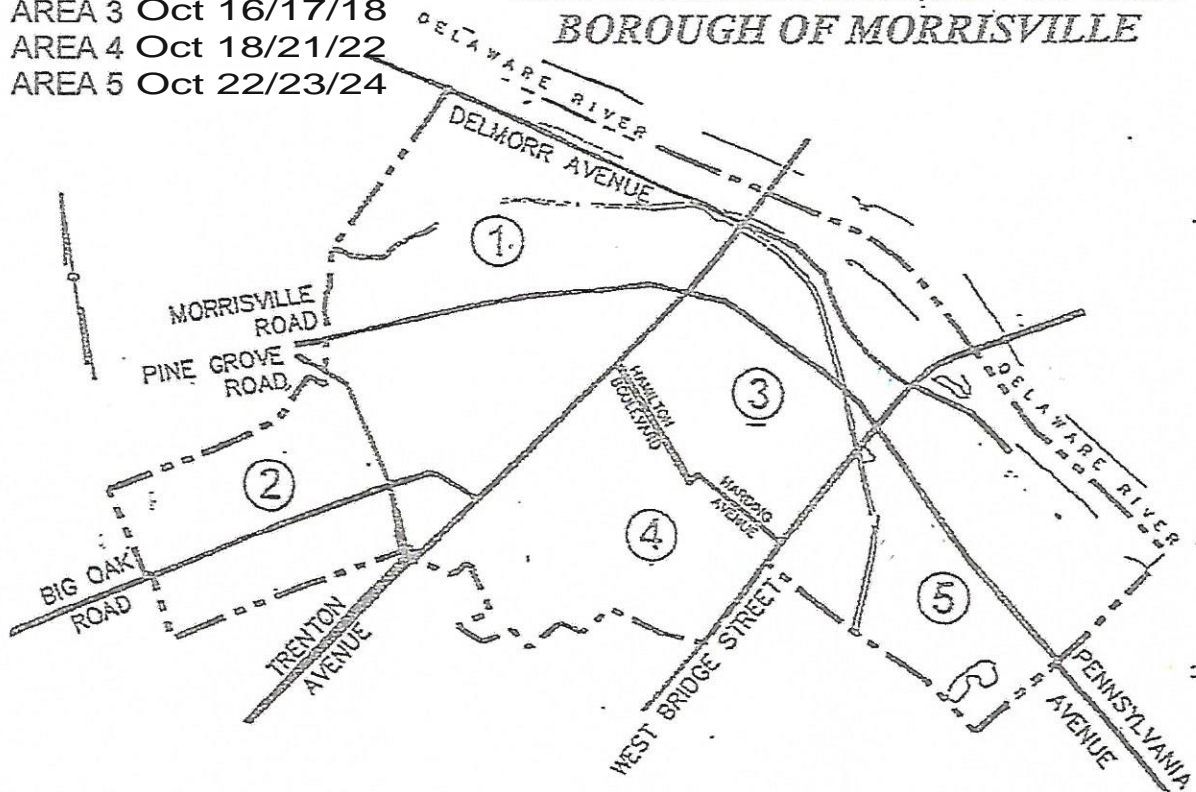 AREA 3 Oct 16/17/18
AREA 4 Oct 18/21/22
AREA 5 Oct 22/23/24
BOROUGH OF MORRISVILLE
DELAWARE RIVER
DELMORR AVENUE
1
MORRISVILLE
ROAD
PINE GROVE
ROAD
HAMILTON
BOULEVARD
3
DELAWARE RIVER
2
HARDING
AVENUE
4
BIG OAK
ROAD
5
TRENTON
AVENUE
WEST BRIDGE STREET
PENNSYLVANIA
AVENUE